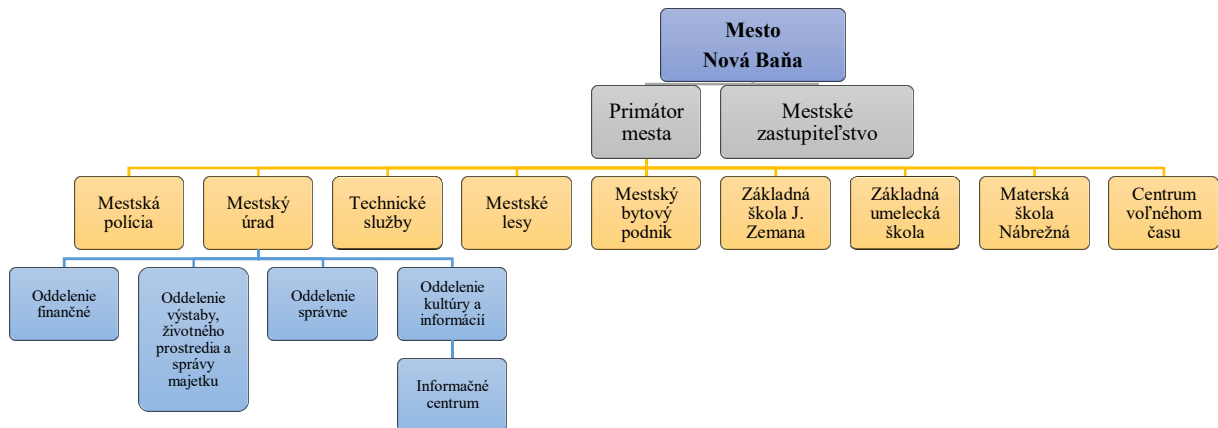 Mesto
Nová Baňa
Primátor
mesta
Mestské
zastupiteľstvo
Mestská
polícia
Mestský
úrad
Technické
služby
Mestské
lesy
Mestský
bytový
podnik
Základná
škola J.
Zemana
Základná
umelecká
škola
Materská
škola
Nábrežná
Centrum
voľnéhom
času
Oddelenie
finančné
Oddelenie
výstaby,
životného
prostredia a
správy
majetku
Oddelenie
správne
Oddelenie
kultúry a
informácií
Informačné
centrum